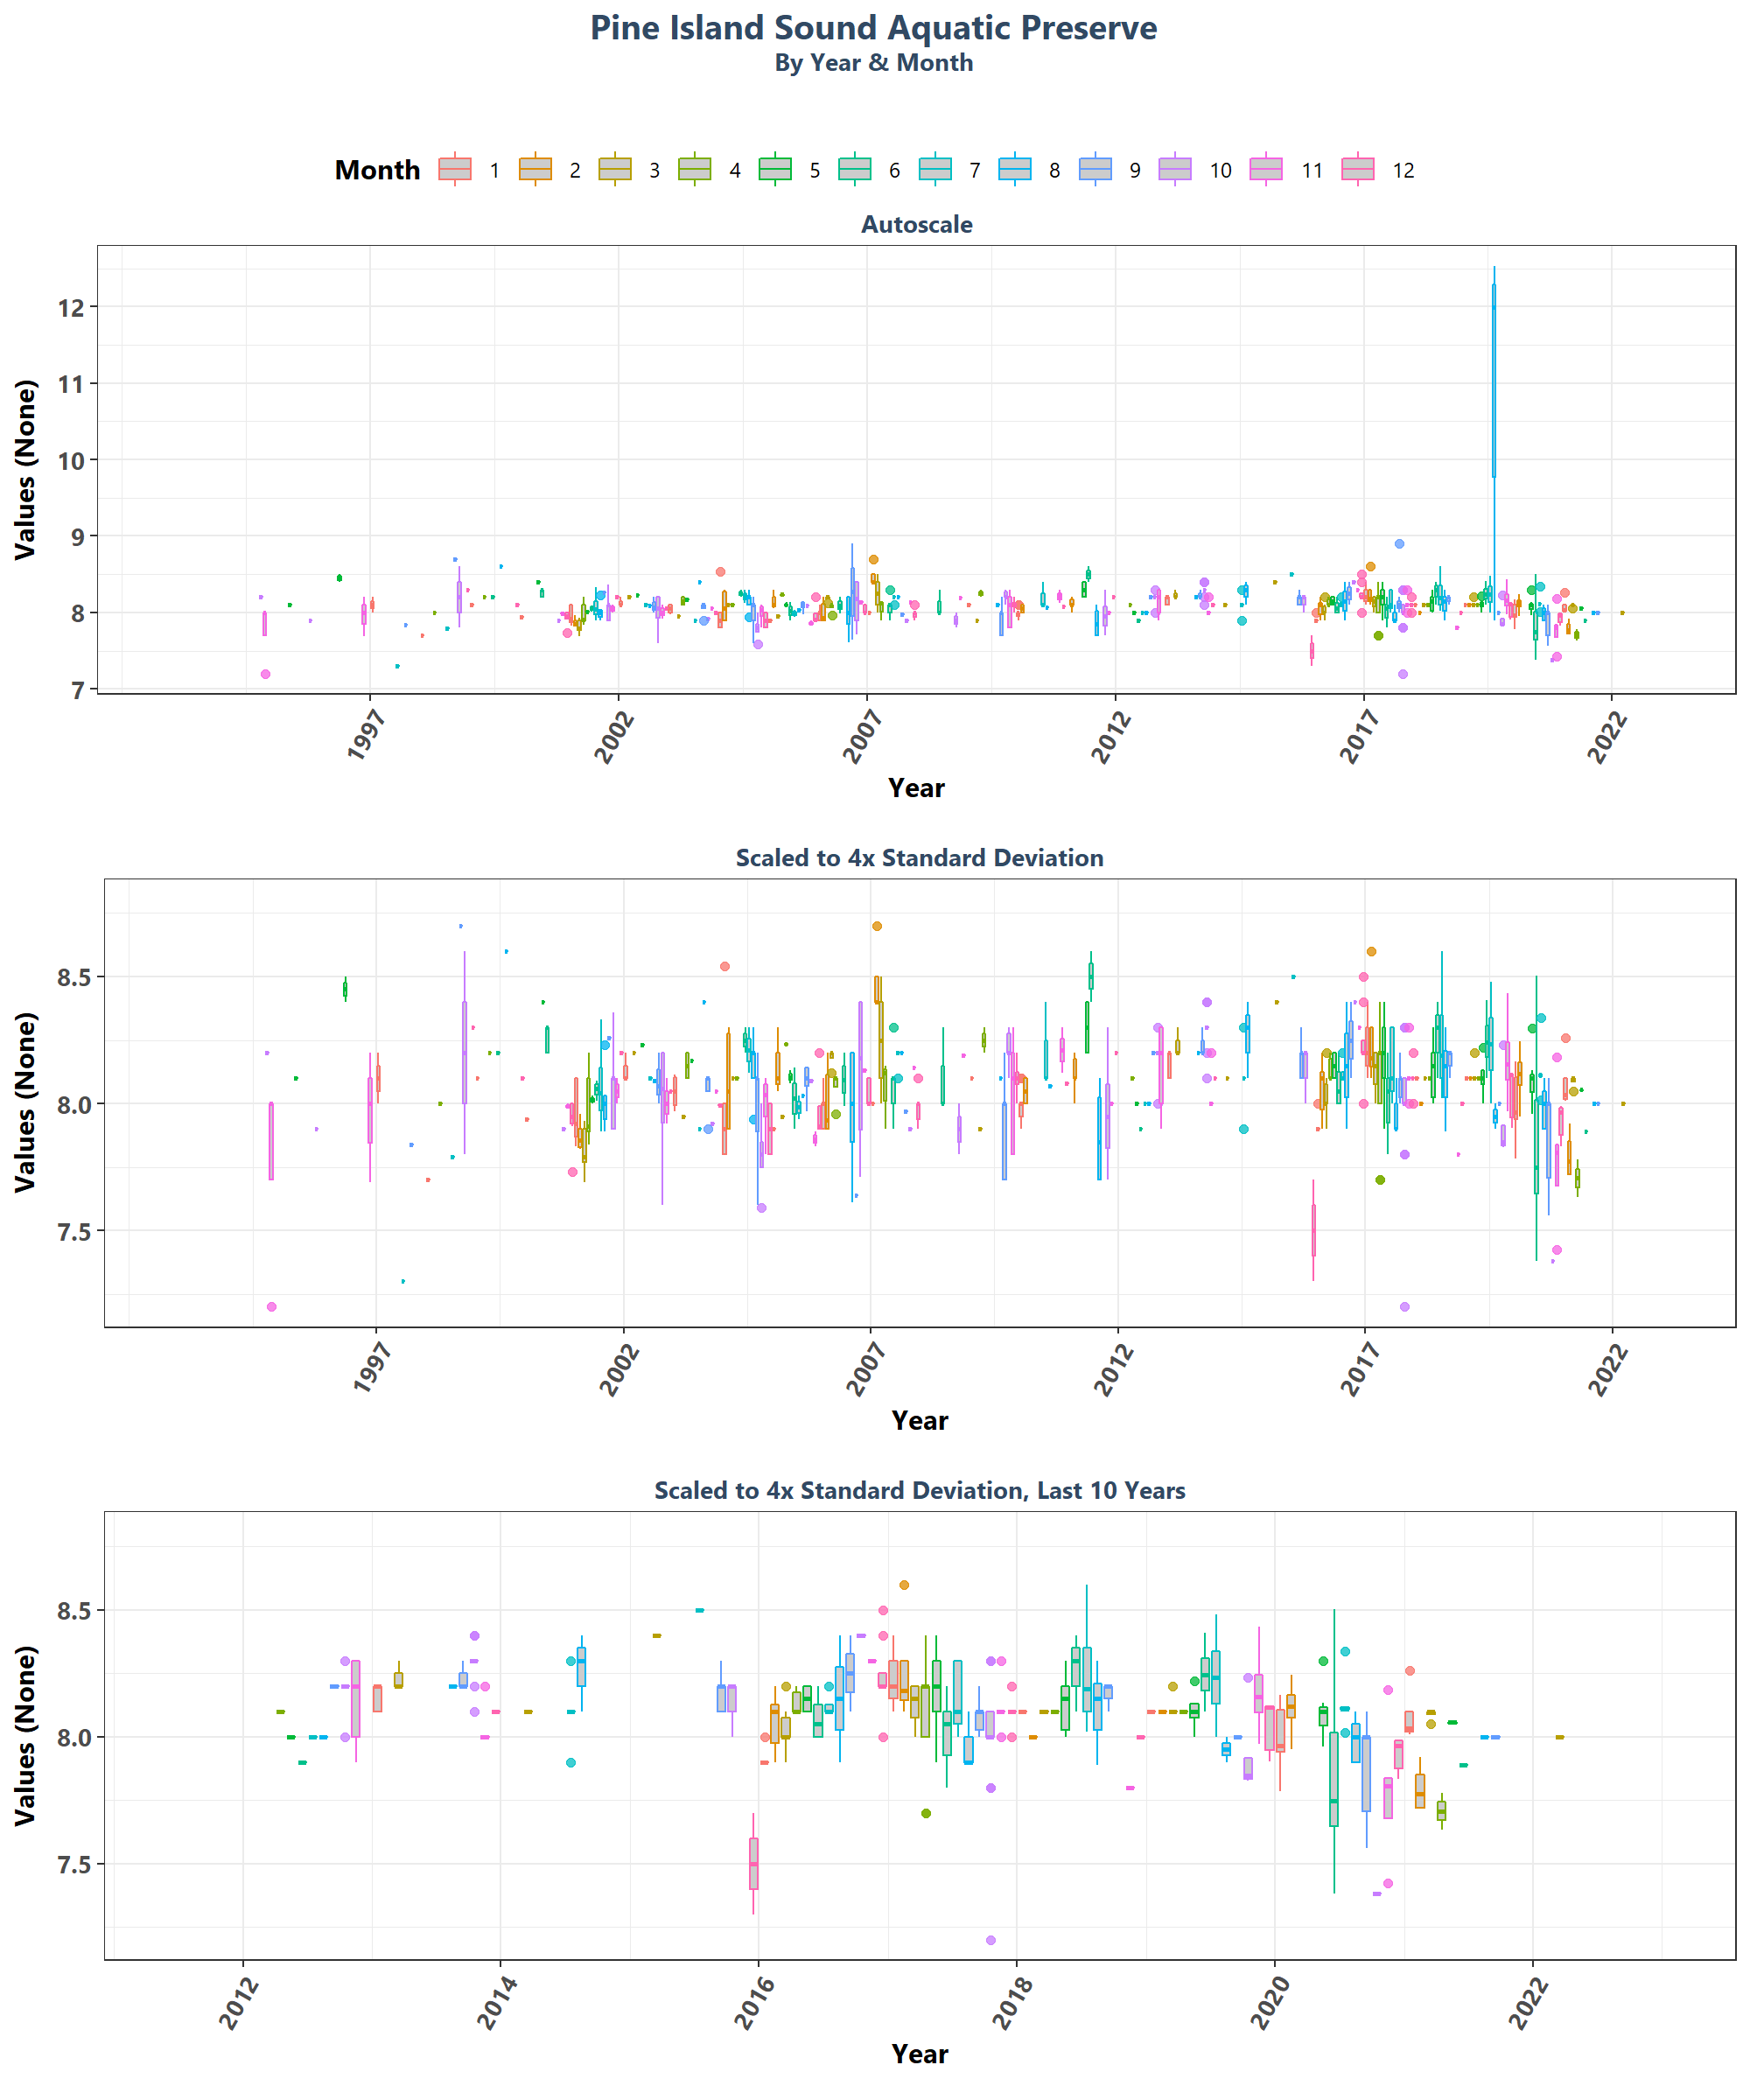 Pine Island Sound Aquatic Preserve
By Year & Month
Month 1 2 3 4 5 6 7 8 9 10 11 12
Autoscale
Values (None)
12
11
10
9
8
7
1997 2002 2007 2012 2017 2022
Year
Scaled to 4x Standard Deviation
Values (None)
8.5
8.0
7.5
1997 2002 2007 2012 2017 2022
Year
Scaled to 4x Standard Deviation, Last 10 Years
Values (None)
8.5
8.0
7.5
2012 2014 2016 2018 2020 2022
Year